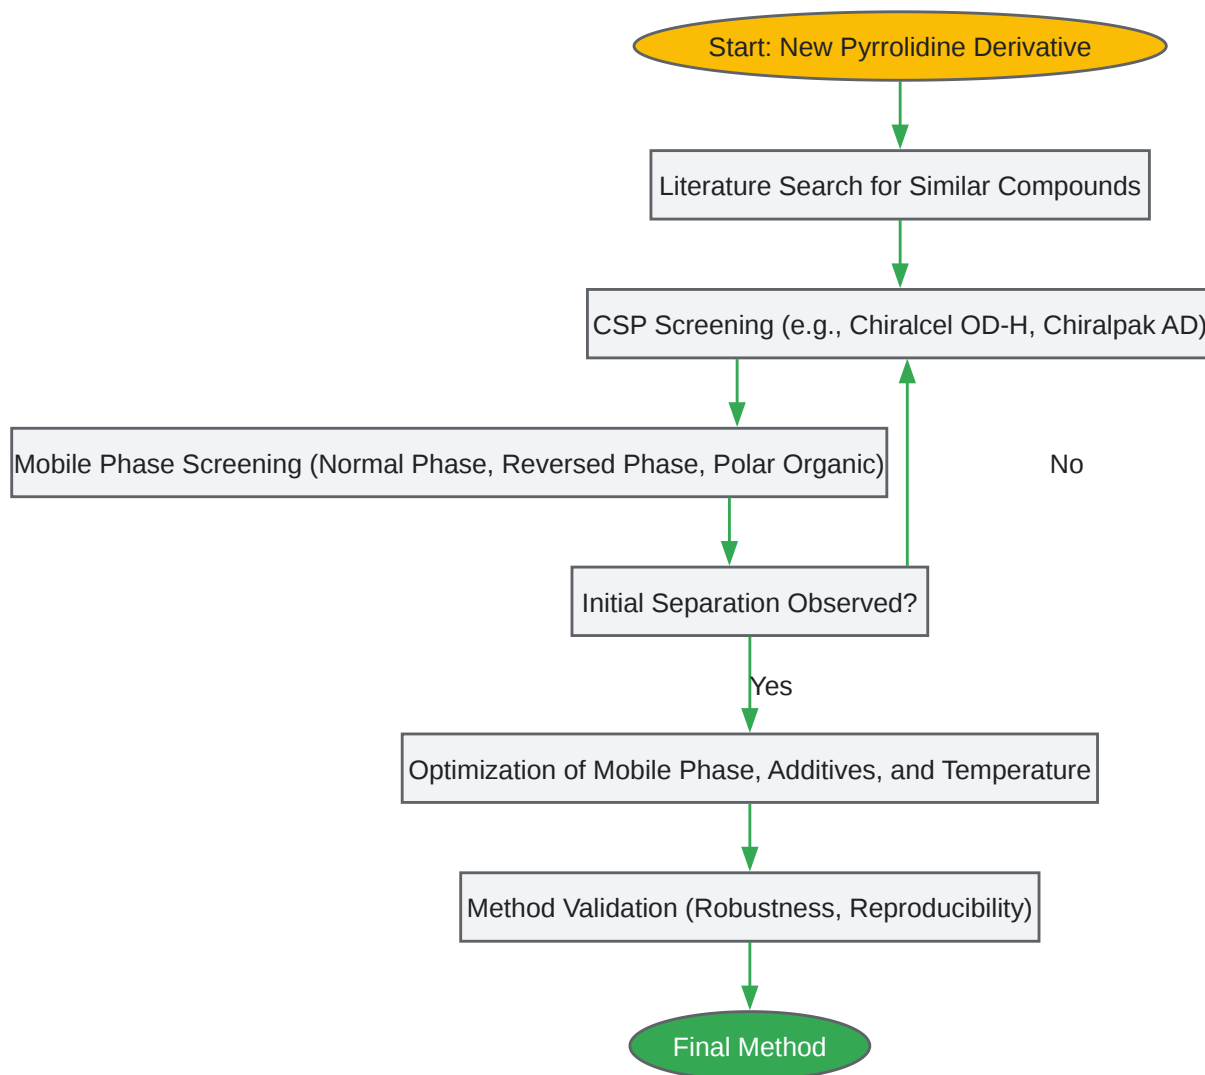 Start: New Pyrrolidine Derivative
Literature Search for Similar Compounds
CSP Screening (e.g., Chiralcel OD-H, Chiralpak AD)
Mobile Phase Screening (Normal Phase, Reversed Phase, Polar Organic)
No
Initial Separation Observed?
Yes
Optimization of Mobile Phase, Additives, and Temperature
Method Validation (Robustness, Reproducibility)
Final Method